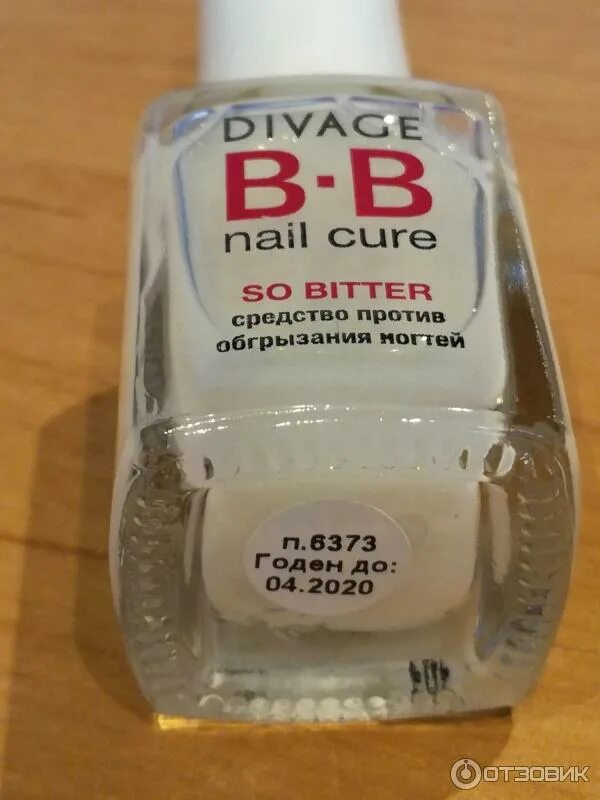 DIVAGE
B·B
nail cure
SO BITTER
средство против
обгрызания ногтей
п.6373
Годен до:
04.2020
ОТЗОВИК